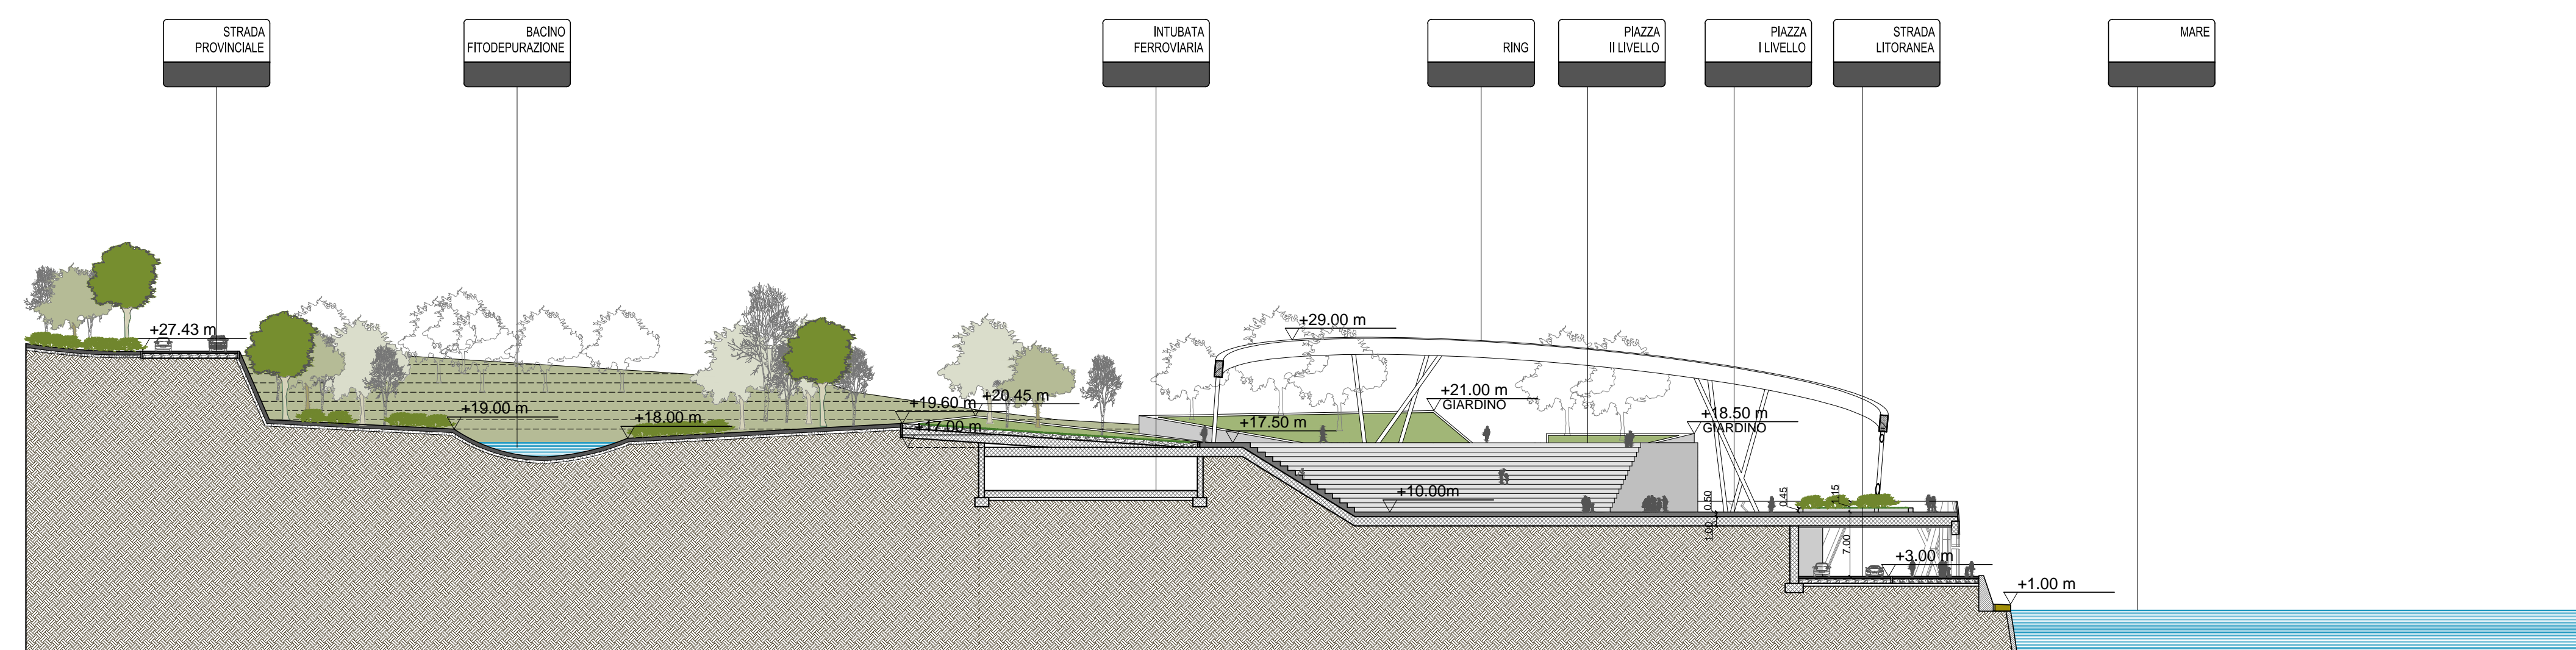 STRADA
PROVINCIALE
BACINO
FITODEPURAZIONE
INTUBATA
FERROVIARIA
RING
PIAZZA
II LIVELLO
PIAZZA
I LIVELLO
STRADA
LITORANEA
MARE
+27.43 m
+19.00 m
+18.00 m
+19.60 m
+20.45 m
+17.00 m
+29.00 m
+17.50 m
+21.00 m
GIARDINO
+18.50 m
GIARDINO
+10.00m
0.50
1.00
0.45
1.15
7.00
+3.00 m
+1.00 m